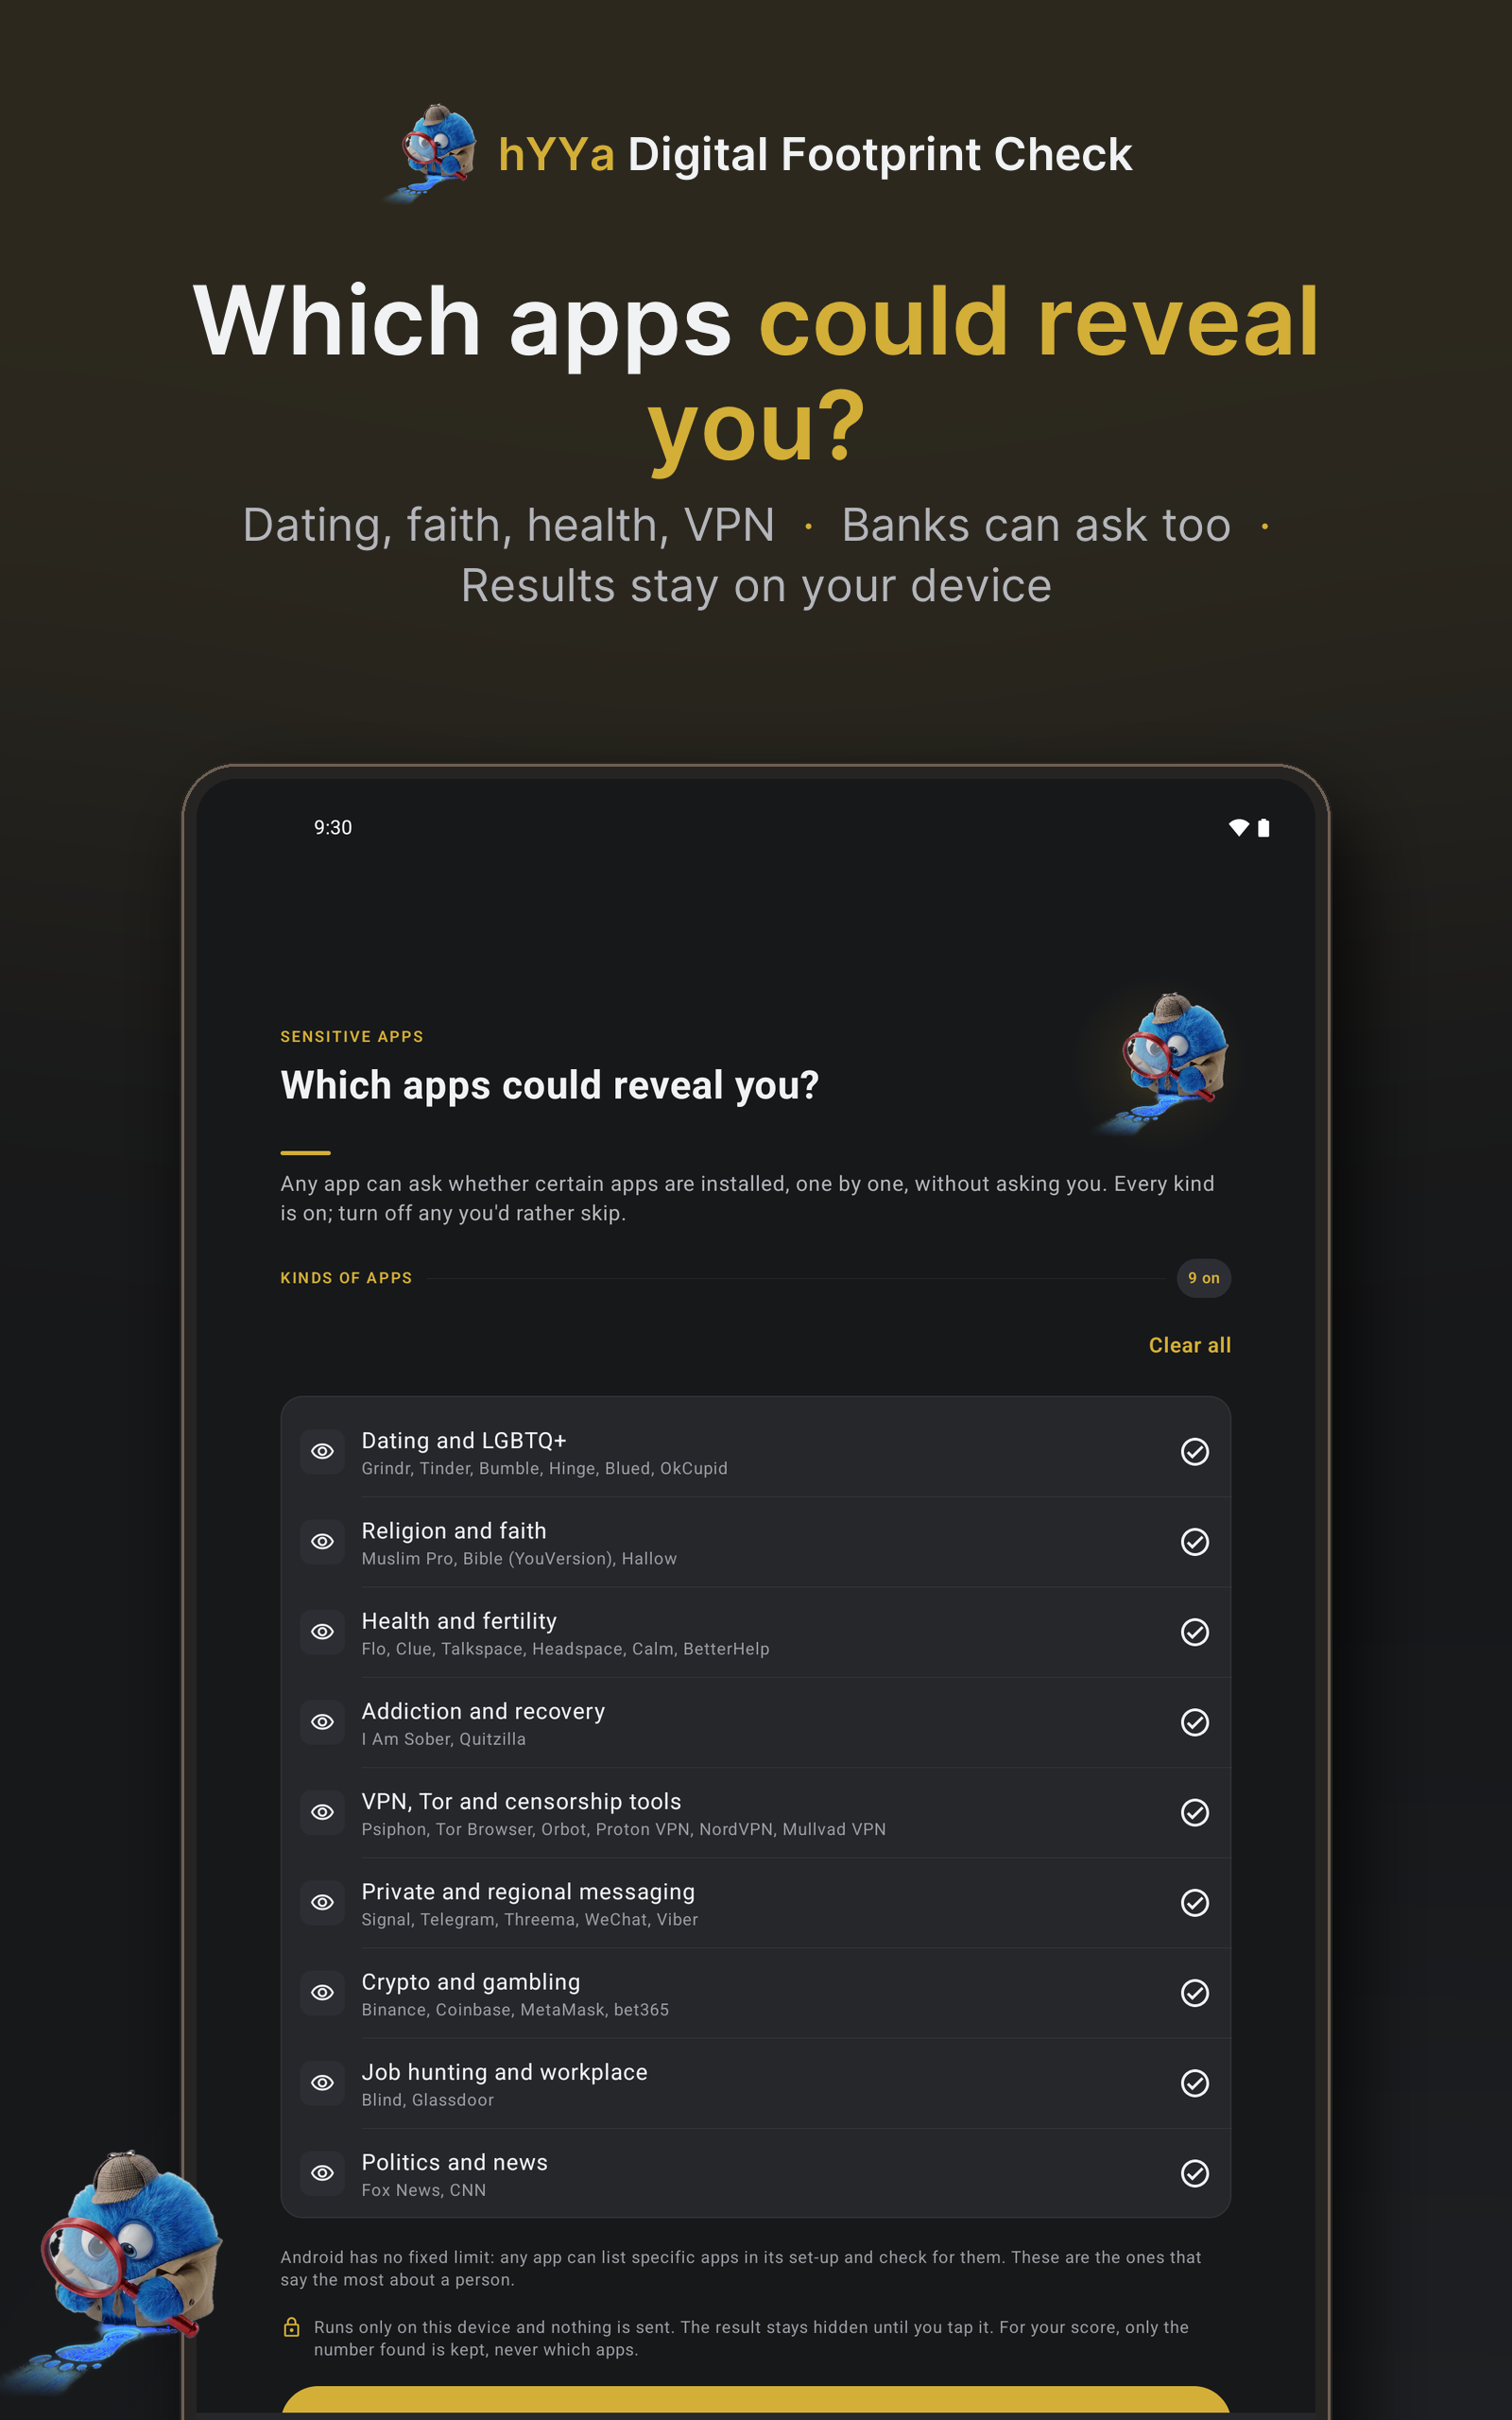 hYYa Digital Footprint Check
Which apps could reveal
you?
Dating, faith, health, VPN · Banks can ask too ·
Results stay on your device
9:30
SENSITIVE APPS
Which apps could reveal you?
Any app can ask whether certain apps are installed, one by one, without asking you. Every kind
is on; turn off any you'd rather skip.
KINDS OF APPS
9 on
Clear all
Dating and LGBTQ+
Grindr, Tinder, Bumble, Hinge, Blued, OkCupid
Religion and faith
Muslim Pro, Bible (YouVersion), Hallow
Health and fertility
Flo, Clue, Talkspace, Headspace, Calm, BetterHelp
Addiction and recovery
I Am Sober, Quitzilla
VPN, Tor and censorship tools
Psiphon, Tor Browser, Orbot, Proton VPN, NordVPN, Mullvad VPN
Private and regional messaging
Signal, Telegram, Threema, WeChat, Viber
Crypto and gambling
Binance, Coinbase, MetaMask, bet365
Job hunting and workplace
Blind, Glassdoor
Politics and news
Fox News, CNN
Android has no fixed limit: any app can list specific apps in its set-up and check for them. These are the ones that
say the most about a person.
Runs only on this device and nothing is sent. The result stays hidden until you tap it. For your score, only the
number found is kept, never which apps.